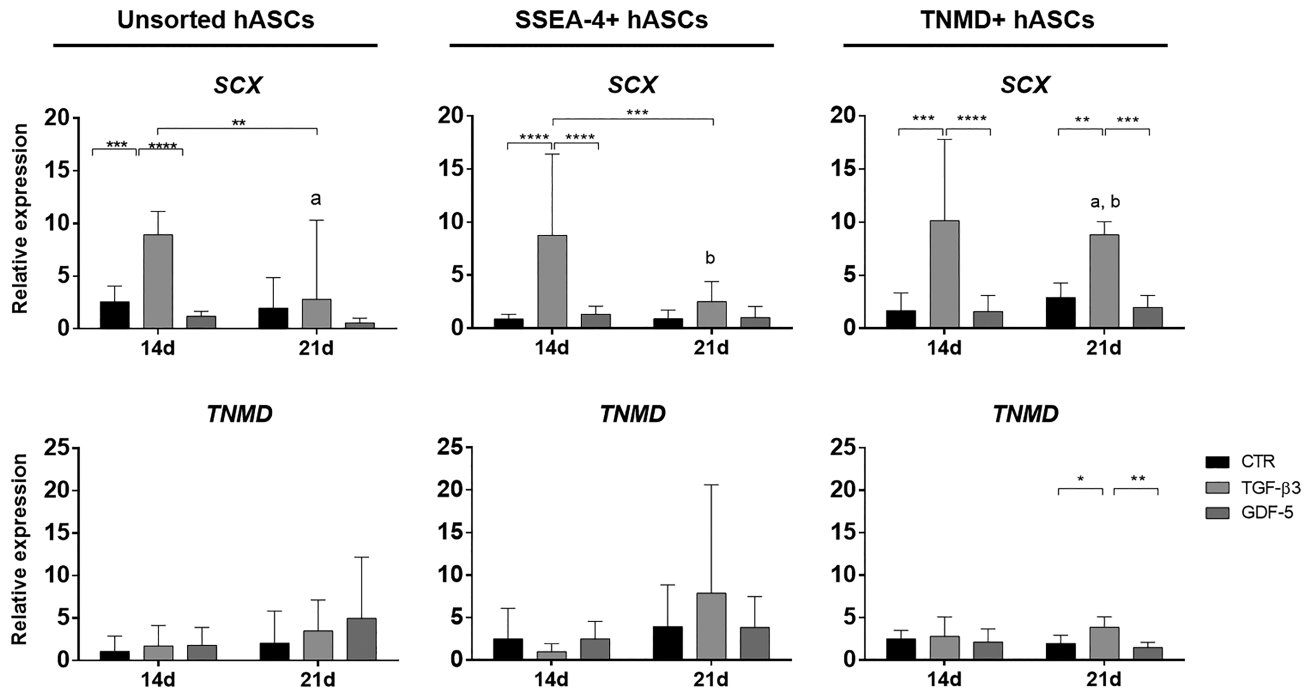 Unsorted hASCs SSEA-4+ hASCs TNMD+ hASCs
SCX SCX SCX
Relative expression
20
15
10
5
0
*** **** **
a
14d 21d
20
15
10
5
0
**** **** ***
b
14d 21d
20
15
10
5
0
*** **** ** ***
a, b
14d 21d
TNMD TNMD TNMD
Relative expression
25
20
15
10
5
0
14d 21d
25
20
15
10
5
0
14d 21d
25
20
15
10
5
0
* **
14d 21d
CTR
TGF-β3
GDF-5